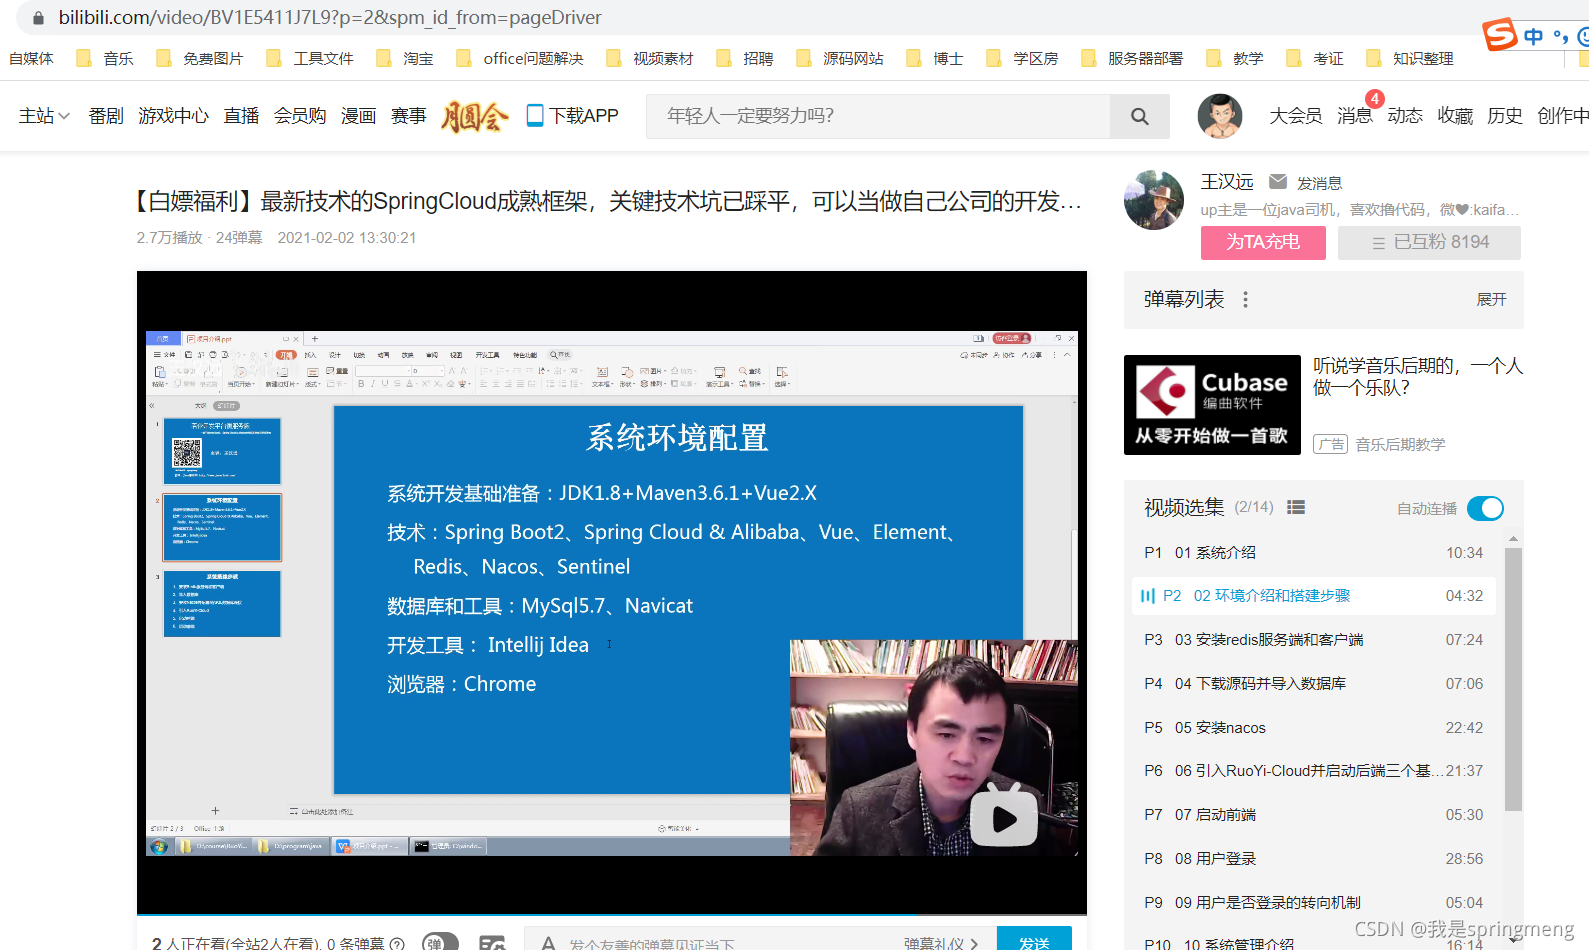 bilibili.com/video/BV1E5411J7L9?p=2&spm_id_from=pageDriver
自媒体 音乐 免费图片 工具文件 淘宝 office问题解决 视频素材 招聘 源码网站 博士 学区房 服务器部署 教学 考证 知识整理
中
主站 番剧 游戏中心 直播 会员购 漫画 赛事 月圆会 下载APP 年轻人一定要努力吗? 大会员 消息 4 动态 收藏 历史 创作中
【白嫖福利】最新技术的SpringCloud成熟框架，关键技术坑已踩平，可以当做自己公司的开发…
2.7万播放 · 24弹幕 2021-02-02 13:30:21
王汉远 发消息
up主是一位java司机，喜欢撸代码，微♥:kaifa…
为TA充电 已互粉 8194
弹幕列表 展开
Cubase
编曲软件
从零开始做一首歌
听说学音乐后期的，一个人
做一个乐队?
广告 音乐后期教学
系统环境配置
系统开发基础准备：JDK1.8+Maven3.6.1+Vue2.X
技术：Spring Boot2、Spring Cloud & Alibaba、Vue、Element、
Redis、Nacos、Sentinel
数据库和工具：MySql5.7、Navicat
开发工具： Intellij Idea
浏览器：Chrome
单击此处添加备注
视频选集 (2/14) 自动连播
P1 01 系统介绍 10:34
P2 02 环境介绍和搭建步骤 04:32
P3 03 安装redis服务端和客户端 07:24
P4 04 下载源码并导入数据库 07:06
P5 05 安装nacos 22:42
P6 06 引入RuoYi-Cloud并启动后端三个基… 21:37
P7 07 启动前端 05:30
P8 08 用户登录 28:56
P9 09 用户是否登录的转向机制 05:04
P10 10 系统管理介绍 16:14
2 人正在看(全站2人在看), 0 条弹幕 弹 A 发个友善的弹幕见证当下 弹幕礼仪 发送
CSDN @我是springmeng